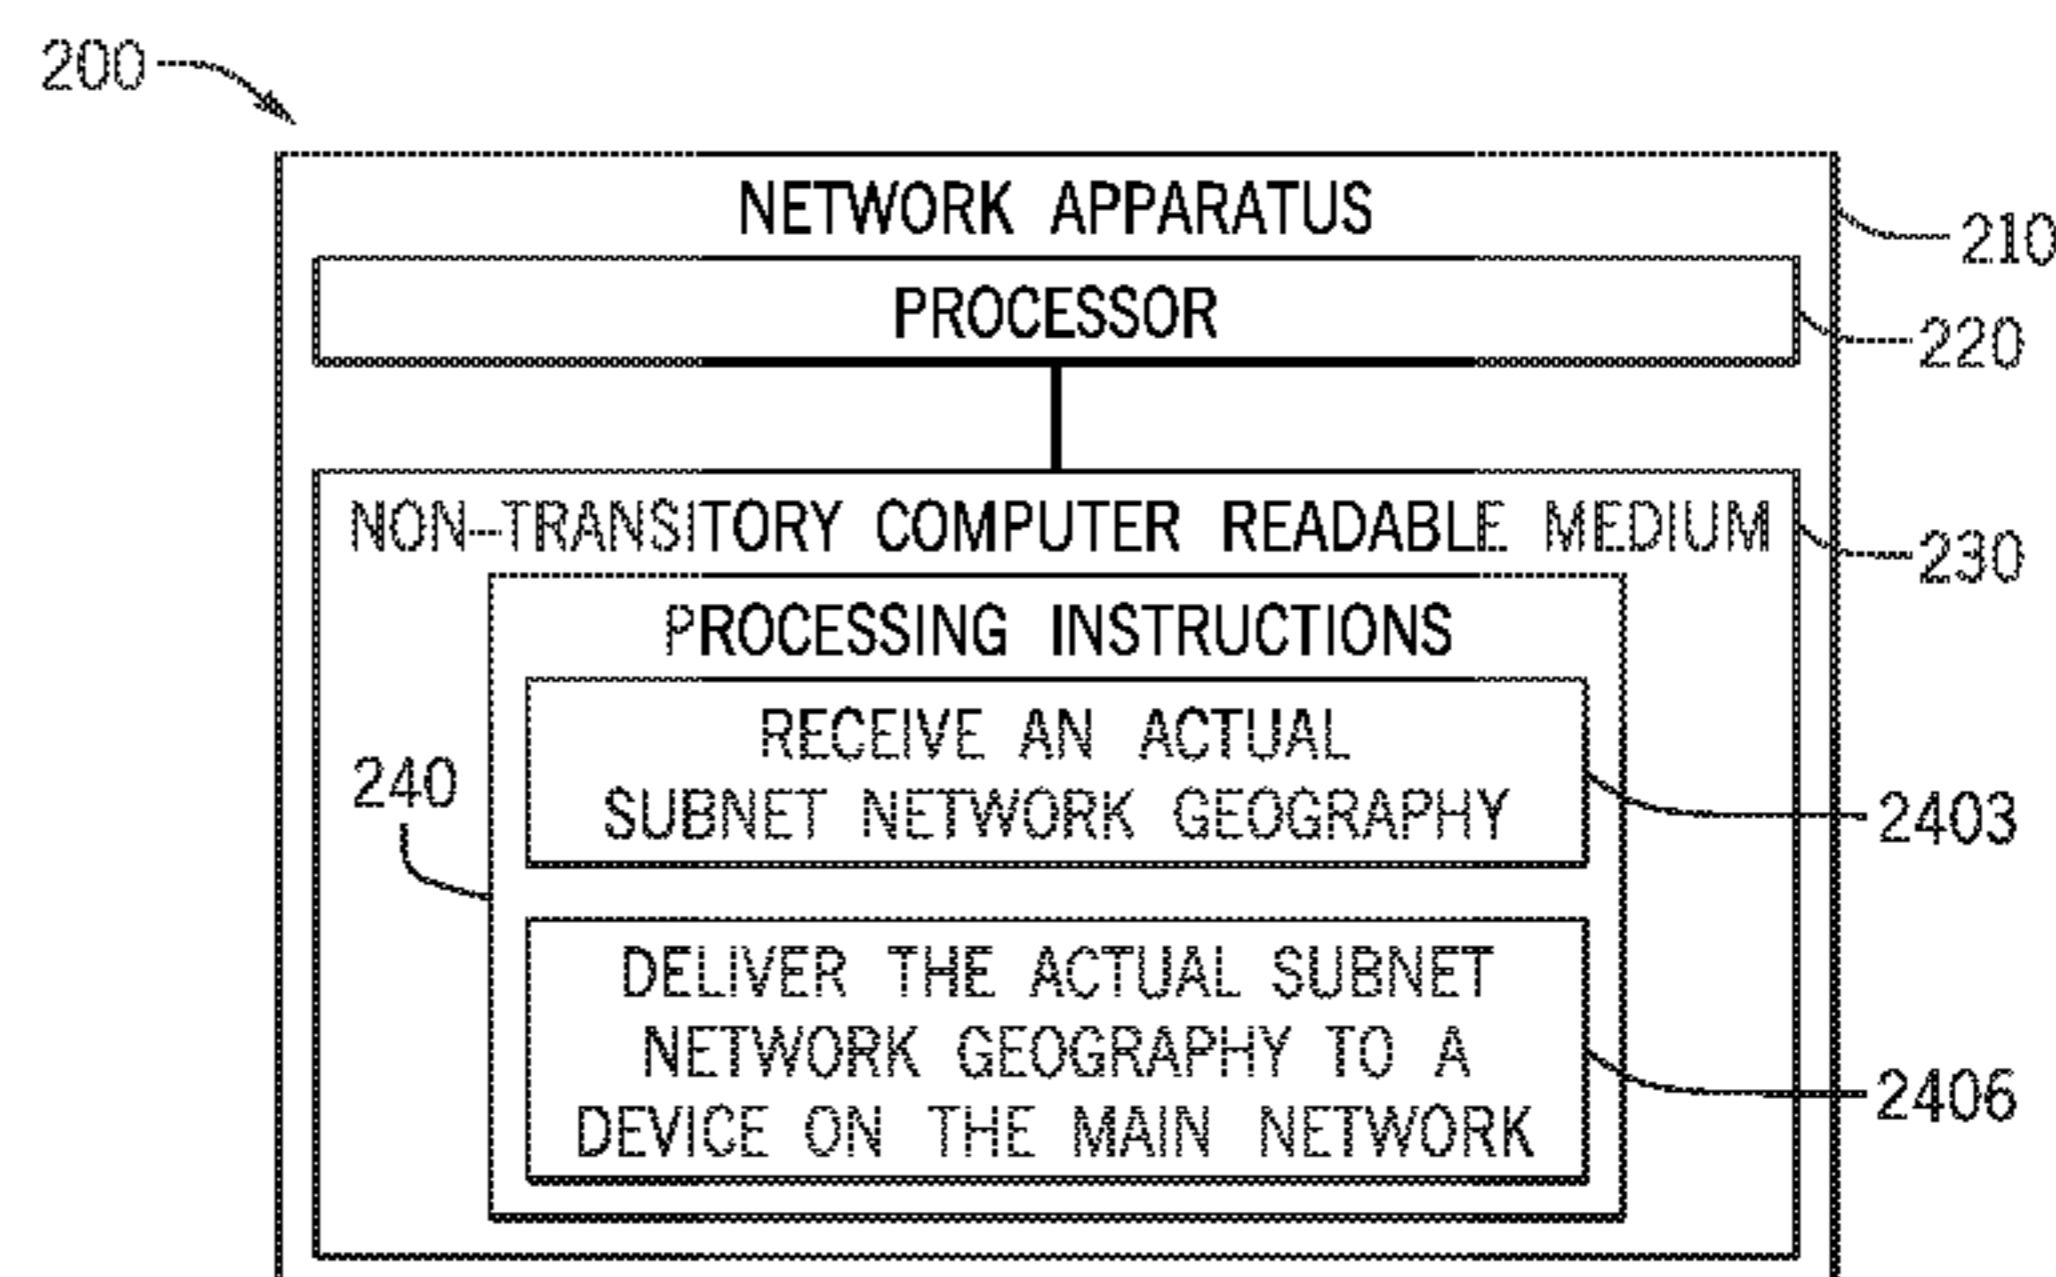 200
NETWORK APPARATUS
210
PROCESSOR
220
NON-TRANSITORY COMPUTER READABLE MEDIUM
230
PROCESSING INSTRUCTIONS
RECEIVE AN ACTUAL
SUBNET NETWORK GEOGRAPHY
240
2403
DELIVER THE ACTUAL SUBNET
NETWORK GEOGRAPHY TO A
DEVICE ON THE MAIN NETWORK
2406